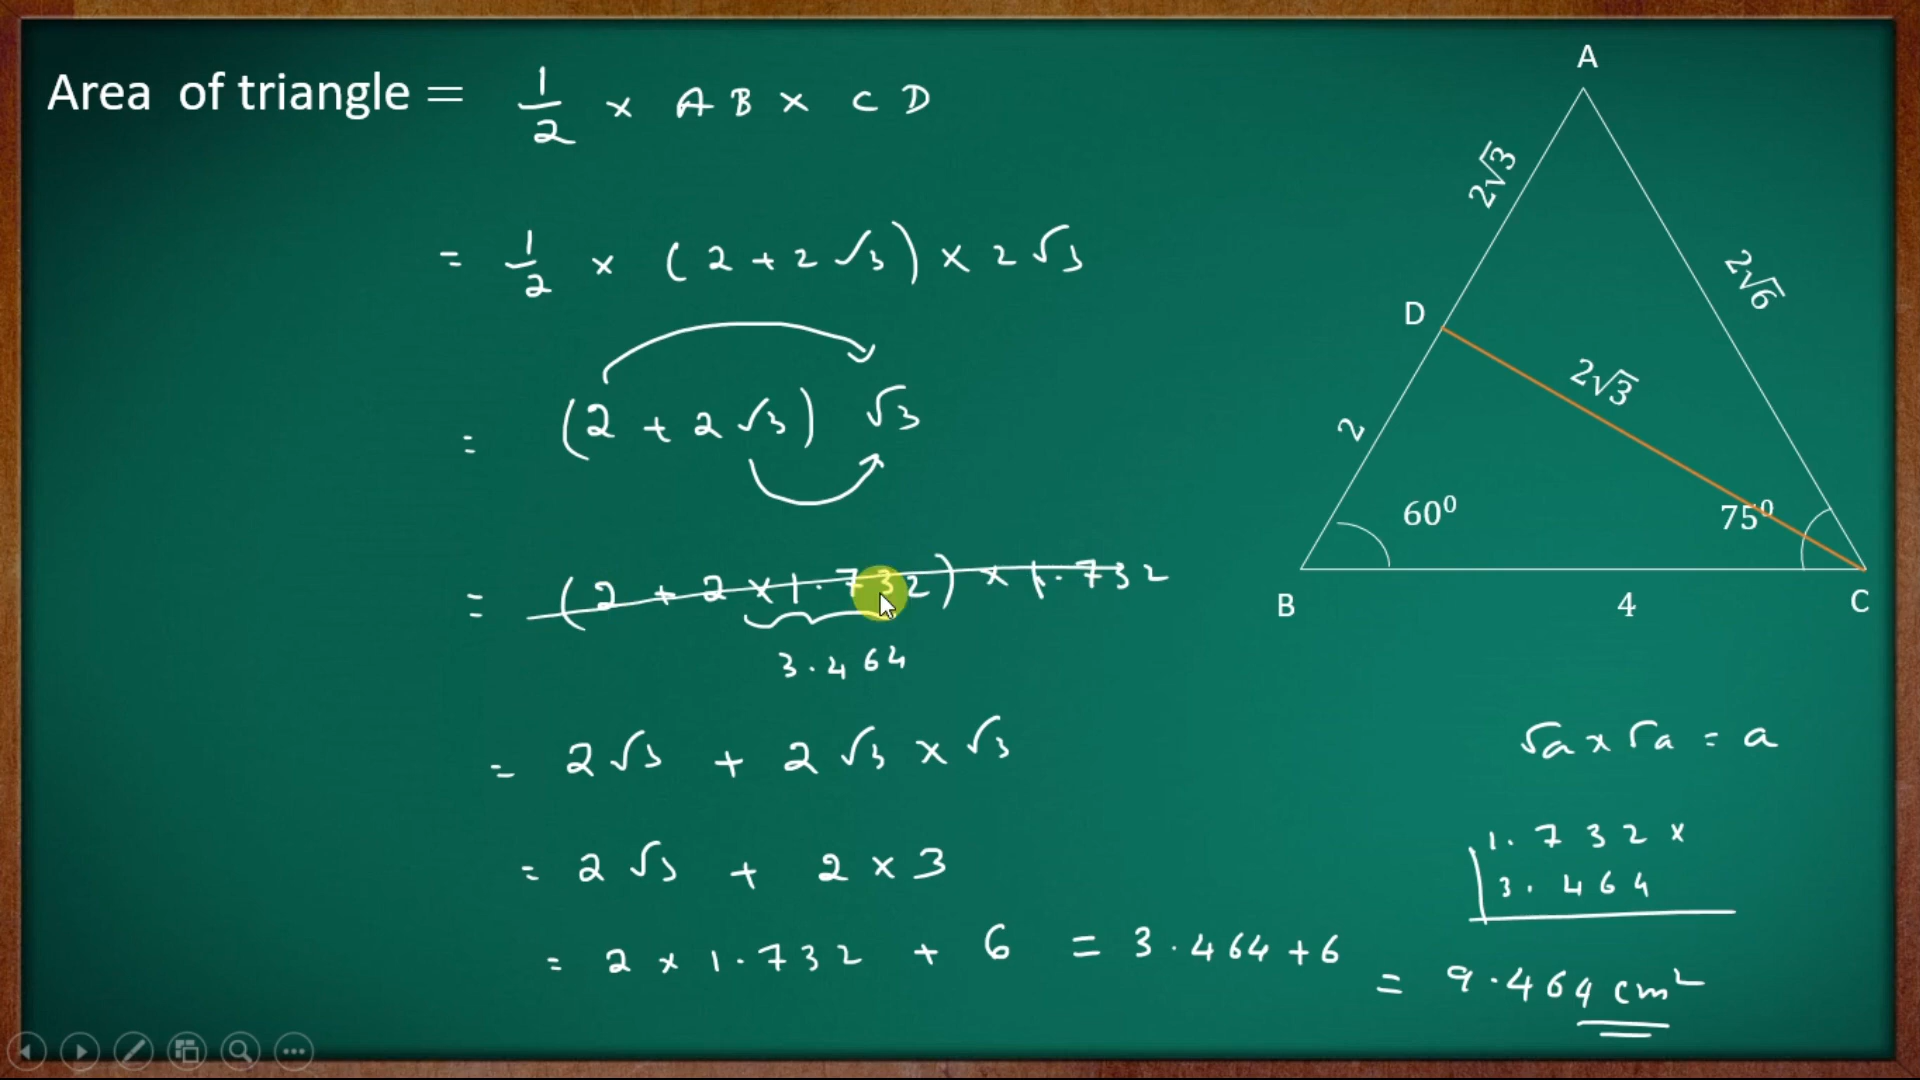 Area of triangle = 1/2 × AB × CD
= 1/2 × (2 + 2√3) × 2√3
= (2 + 2√3) √3
= (2 + 2 × 1.732) × 1.732
3.464
= 2√3 + 2√3 × √3
= 2√3 + 2 × 3
= 2 × 1.732 + 6 = 3.464 + 6
= 9.464 cm²
A
2√3
2√6
D
2√3
2
60⁰
75⁰
B
4
C
√a × √a = a
1.732 ×
3.464